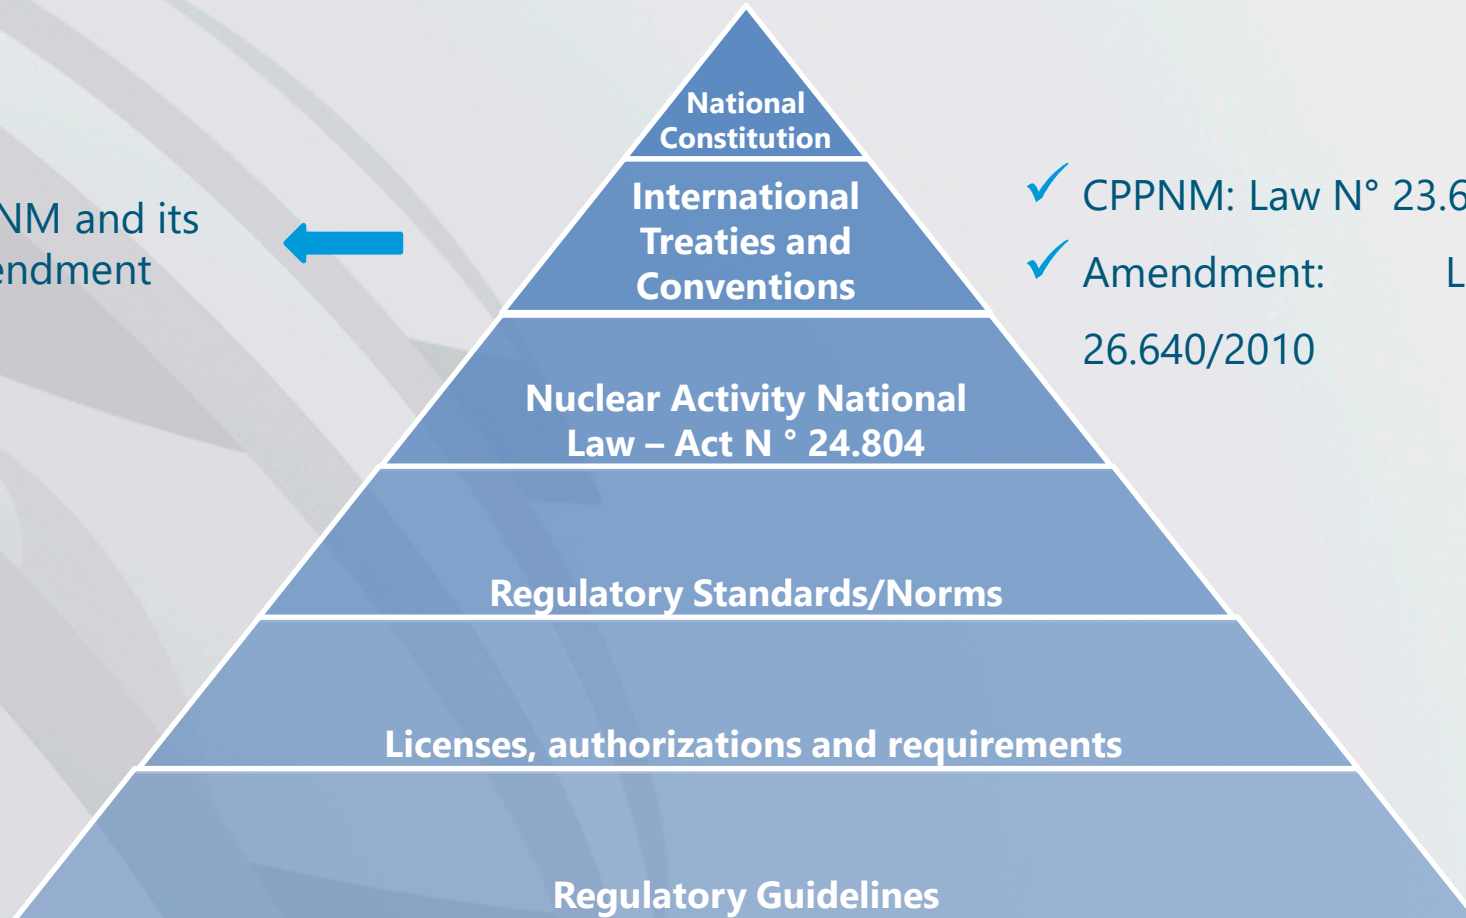 National
Constitution
International
Treaties and
Conventions
NM and its
endment
CPPNM: Law N° 23.6
Amendment: L
26.640/2010
Nuclear Activity National
Law – Act N ° 24.804
Regulatory Standards/Norms
Licenses, authorizations and requirements
Regulatory Guidelines